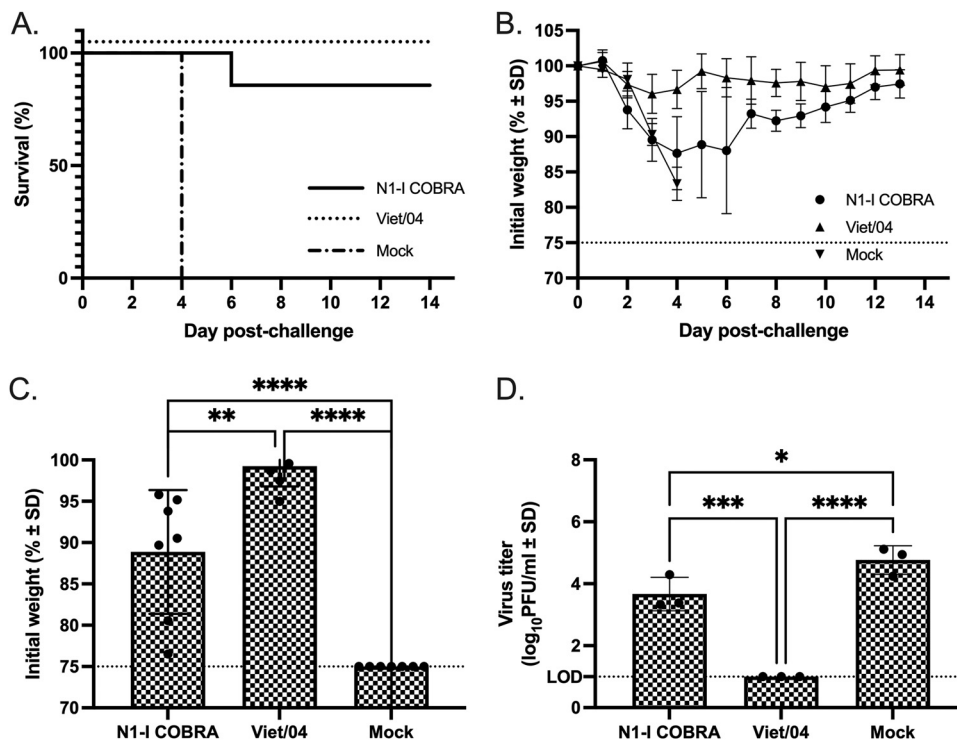 A.
Survival (%)
100
50
0
0 2 4 6 8 10 12 14
Day post-challenge
N1-I COBRA
Viet/04
Mock
B.
Initial weight (% ± SD)
105
100
95
90
85
80
75
70
0 2 4 6 8 10 12 14
Day post-challenge
N1-I COBRA
Viet/04
Mock
C.
****
** ****
Initial weight (% ± SD)
100
95
90
85
80
75
70
N1-I COBRA Viet/04 Mock
D.
*
*** ****
Virus titer
(log10PFU/ml ± SD)
8
6
4
2
LOD
0
N1-I COBRA Viet/04 Mock